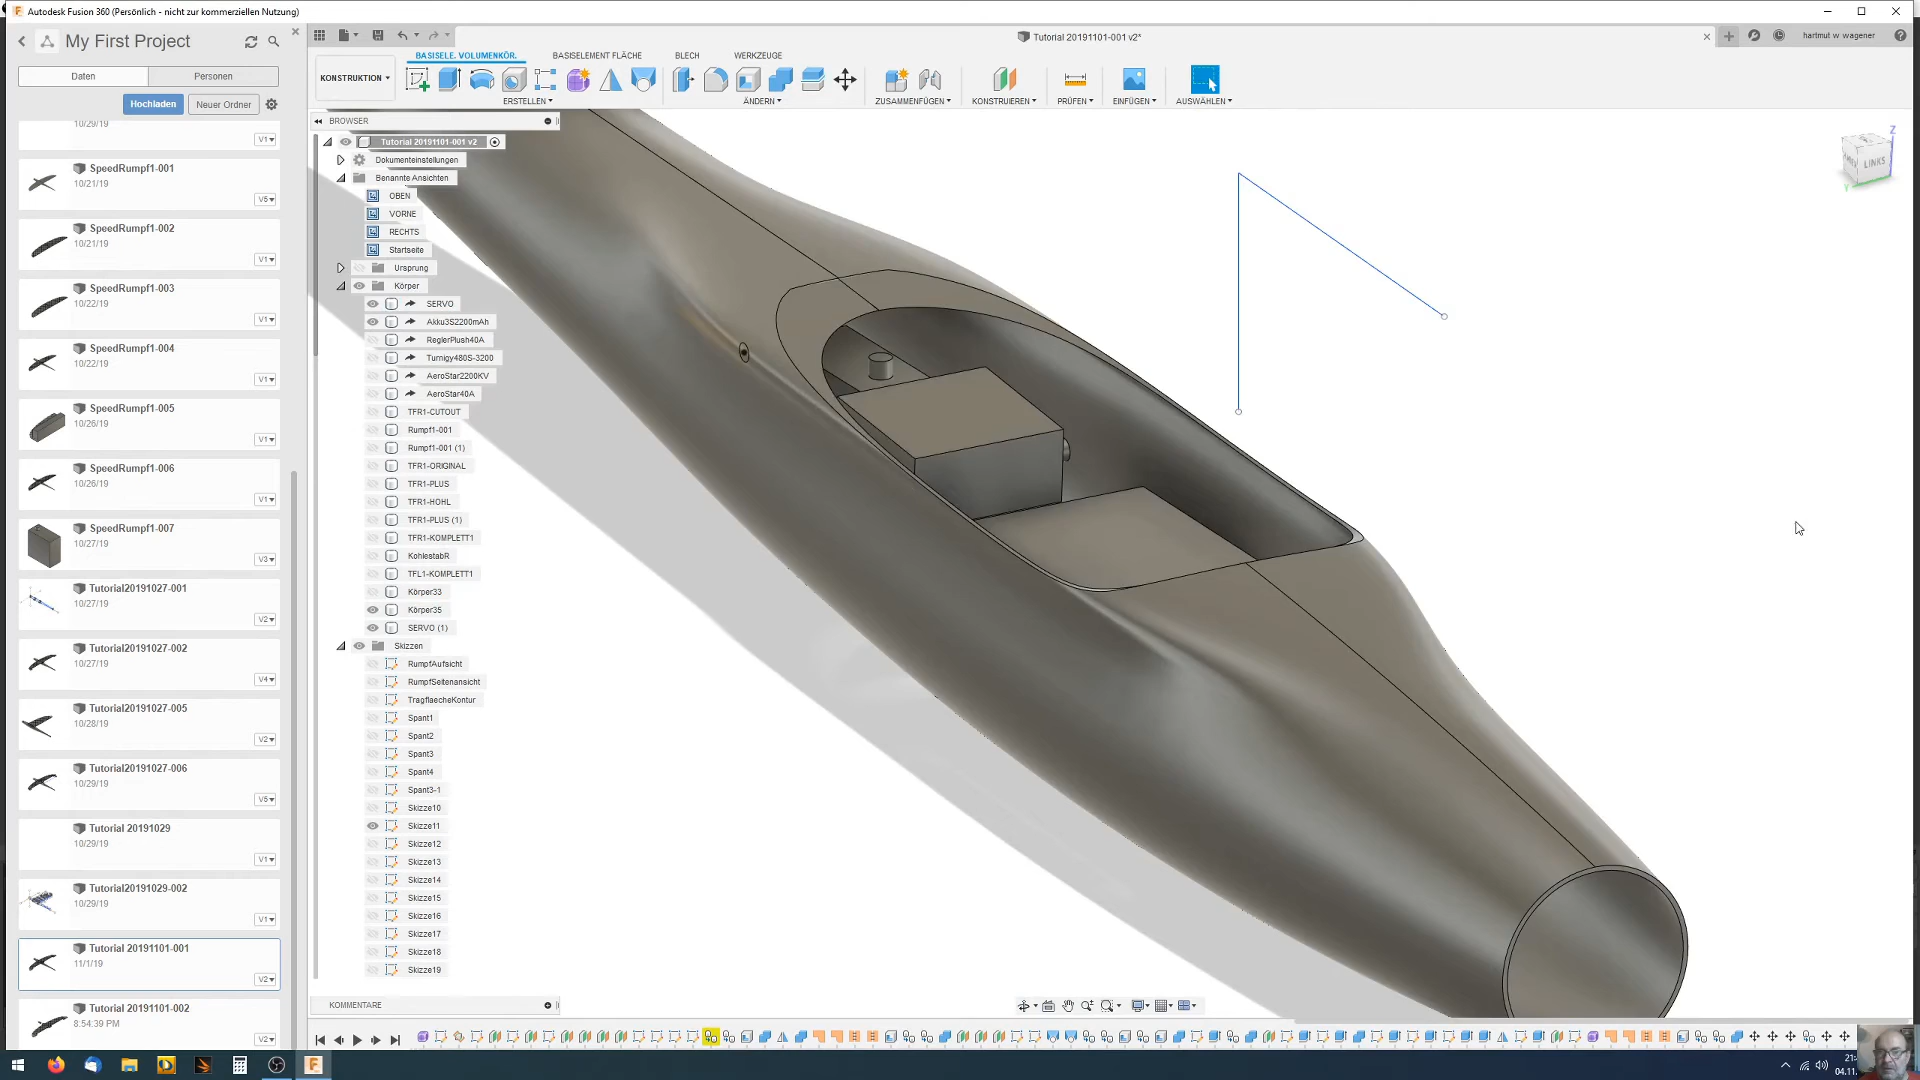 Autodesk Fusion 360 (Persönlich - nicht zur kommerziellen Nutzung)
My First Project
Daten
Personen
Hochladen
Neuer Ordner
10/29/19
V1
SpeedRumpf1-001
10/21/19
V5
SpeedRumpf1-002
10/21/19
V1
SpeedRumpf1-003
10/22/19
V1
SpeedRumpf1-004
10/22/19
V1
SpeedRumpf1-005
10/26/19
V1
SpeedRumpf1-006
10/26/19
V1
SpeedRumpf1-007
10/27/19
V3
Tutorial20191027-001
10/27/19
V2
Tutorial20191027-002
10/27/19
V4
Tutorial20191027-005
10/28/19
V2
Tutorial20191027-006
10/29/19
V5
Tutorial 20191029
10/29/19
V1
Tutorial20191029-002
10/29/19
V1
Tutorial 20191101-001
11/1/19
V2
Tutorial 20191101-002
8:54:39 PM
V2
Tutorial 20191101-001 v2*
hartmut w wagener
KONSTRUKTION
BASISELE. VOLUMENKÖR.
BASISELEMENT FLÄCHE
BLECH
WERKZEUGE
ERSTELLEN
ÄNDERN
ZUSAMMENFÜGEN
KONSTRUIEREN
PRÜFEN
EINFÜGEN
AUSWÄHLEN
BROWSER
Tutorial 20191101-001 v2
Dokumenteinstellungen
Benannte Ansichten
OBEN
VORNE
RECHTS
Startseite
Ursprung
Körper
SERVO
Akku3S2200mAh
ReglerPlush40A
Turnigy480S-3200
AeroStar2200KV
AeroStar40A
TFR1-CUTOUT
Rumpf1-001
Rumpf1-001 (1)
TFR1-ORIGINAL
TFR1-PLUS
TFR1-HOHL
TFR1-PLUS (1)
TFR1-KOMPLETT1
KohlestabR
TFL1-KOMPLETT1
Körper33
Körper35
SERVO (1)
Skizzen
RumpfAufsicht
RumpfSeitenansicht
TragflaecheKontur
Spant1
Spant2
Spant3
Spant4
Spant3-1
Skizze10
Skizze11
Skizze12
Skizze13
Skizze14
Skizze15
Skizze16
Skizze17
Skizze18
Skizze19
KOMMENTARE
Z
LINKS
Y
21:
04.11.